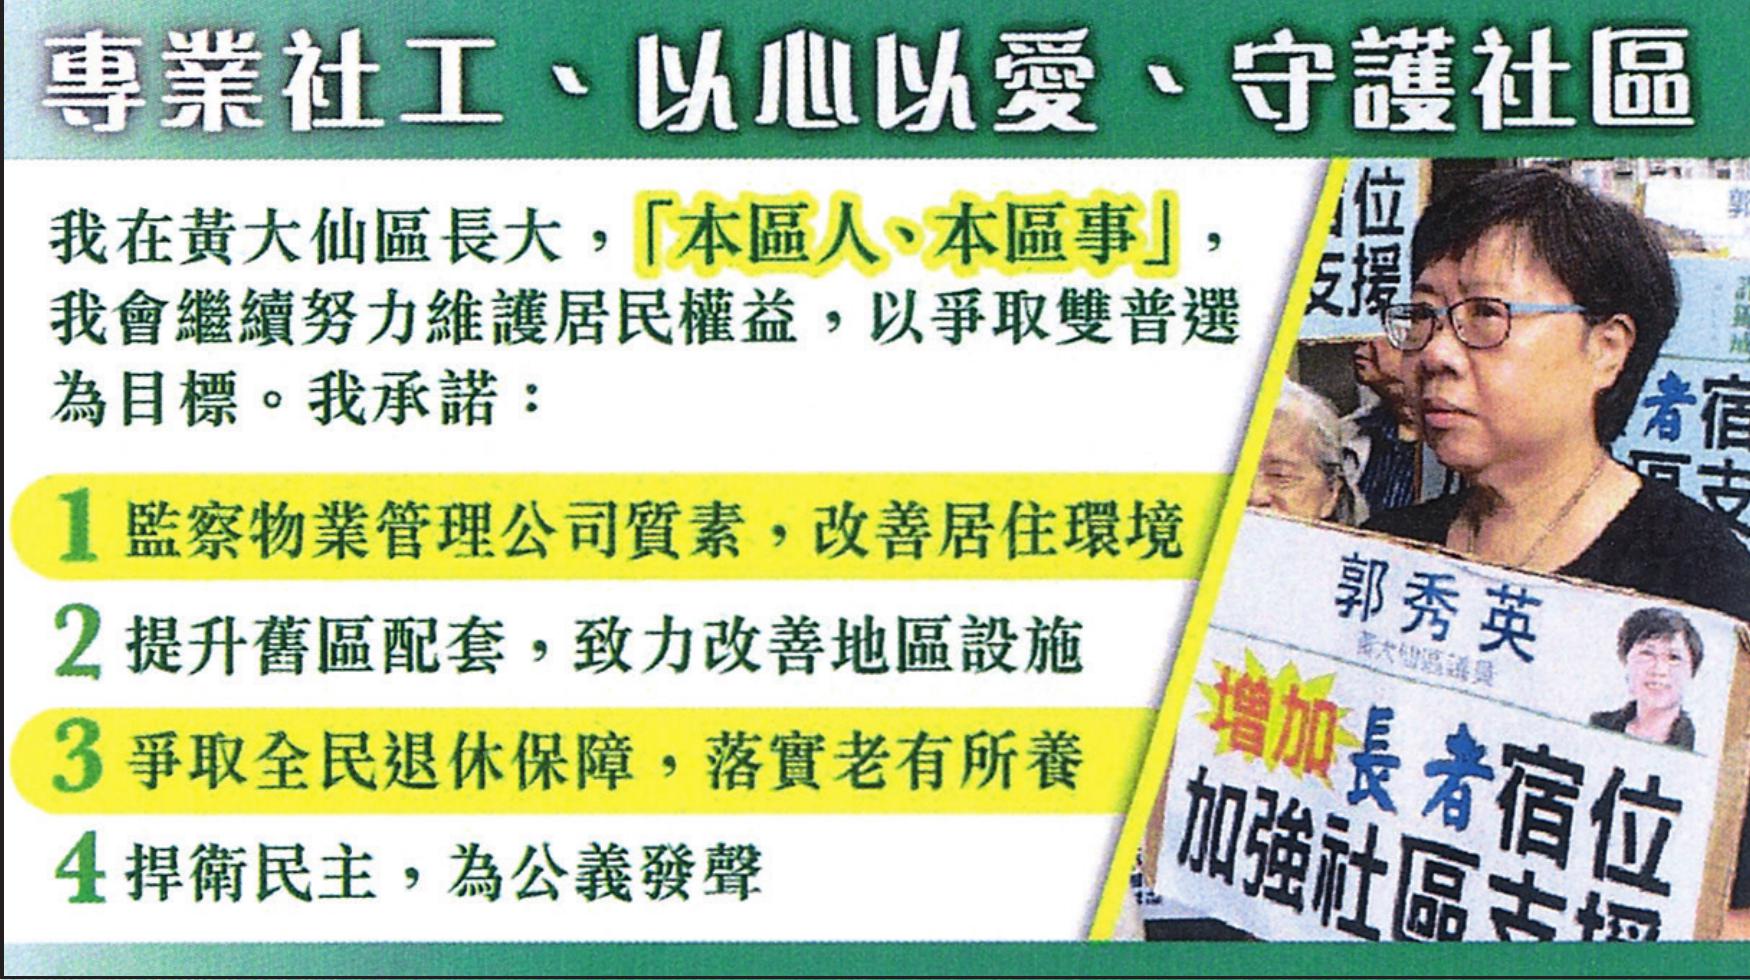 專業社工、以心以愛、守護社區
我在黃大仙區長大，「本區人、本區事」，
我會繼續努力維護居民權益，以爭取雙普選
為目標。我承諾：
1 監察物業管理公司質素，改善居住環境
2 提升舊區配套，致力改善地區設施
3 爭取全民退休保障，落實老有所養
4 捍衛民主，為公義發聲
位
支援
郭
者宿
區支
郭秀英
黃大仙區議員
增加長者宿位
加強社區支援